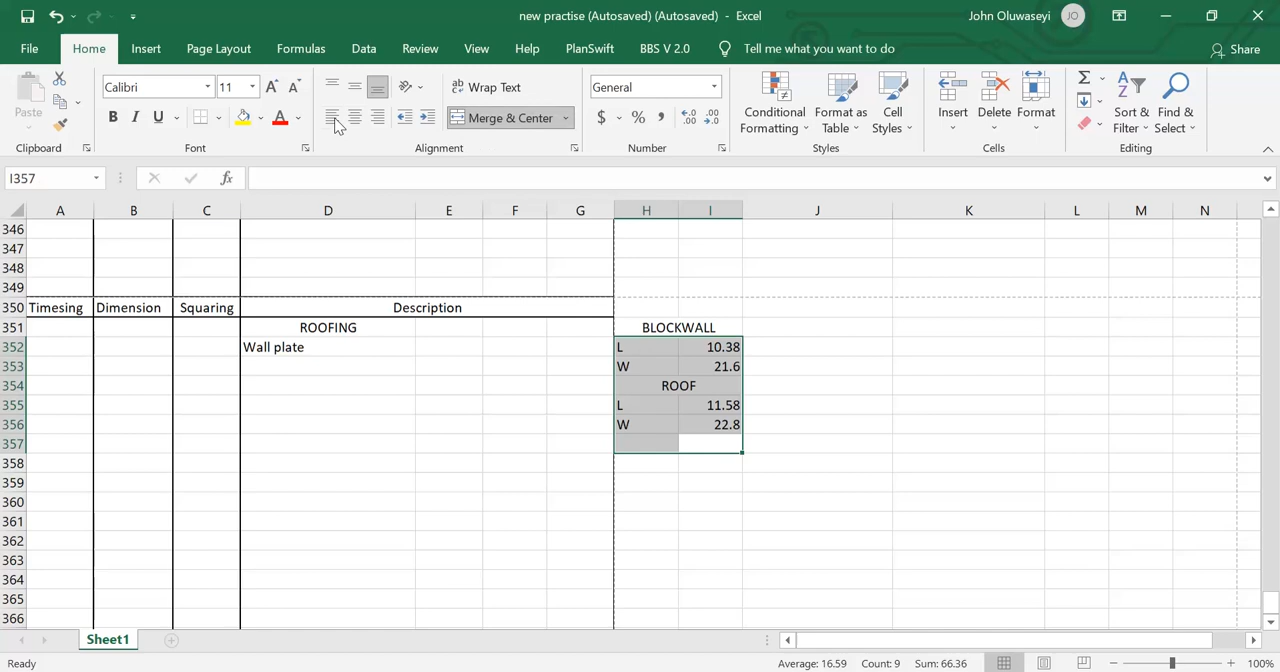 new practise (Autosaved) (Autosaved) - Excel
John Oluwaseyi
JO
File Home Insert Page Layout Formulas Data Review View Help PlanSwift BBS V 2.0 Tell me what you want to do Share
Paste
Calibri 11
Wrap Text
General
Conditional Formatting
Format as Table
Cell Styles
Insert Delete Format
Sort & Filter
Find & Select
B I U A
Merge & Center
$ % ,
Clipboard Font Alignment Number Styles Cells Editing
I357
fx
A B C D E F G H I J K L M N
346
347
348
349
350 Timesing Dimension Squaring Description
351 ROOFING BLOCKWALL
352 Wall plate L 10.38
353 W 21.6
354 ROOF
355 L 11.58
356 W 22.8
357
358
359
360
361
362
363
364
365
366
Sheet1
Ready Average: 16.59 Count: 9 Sum: 66.36 100%